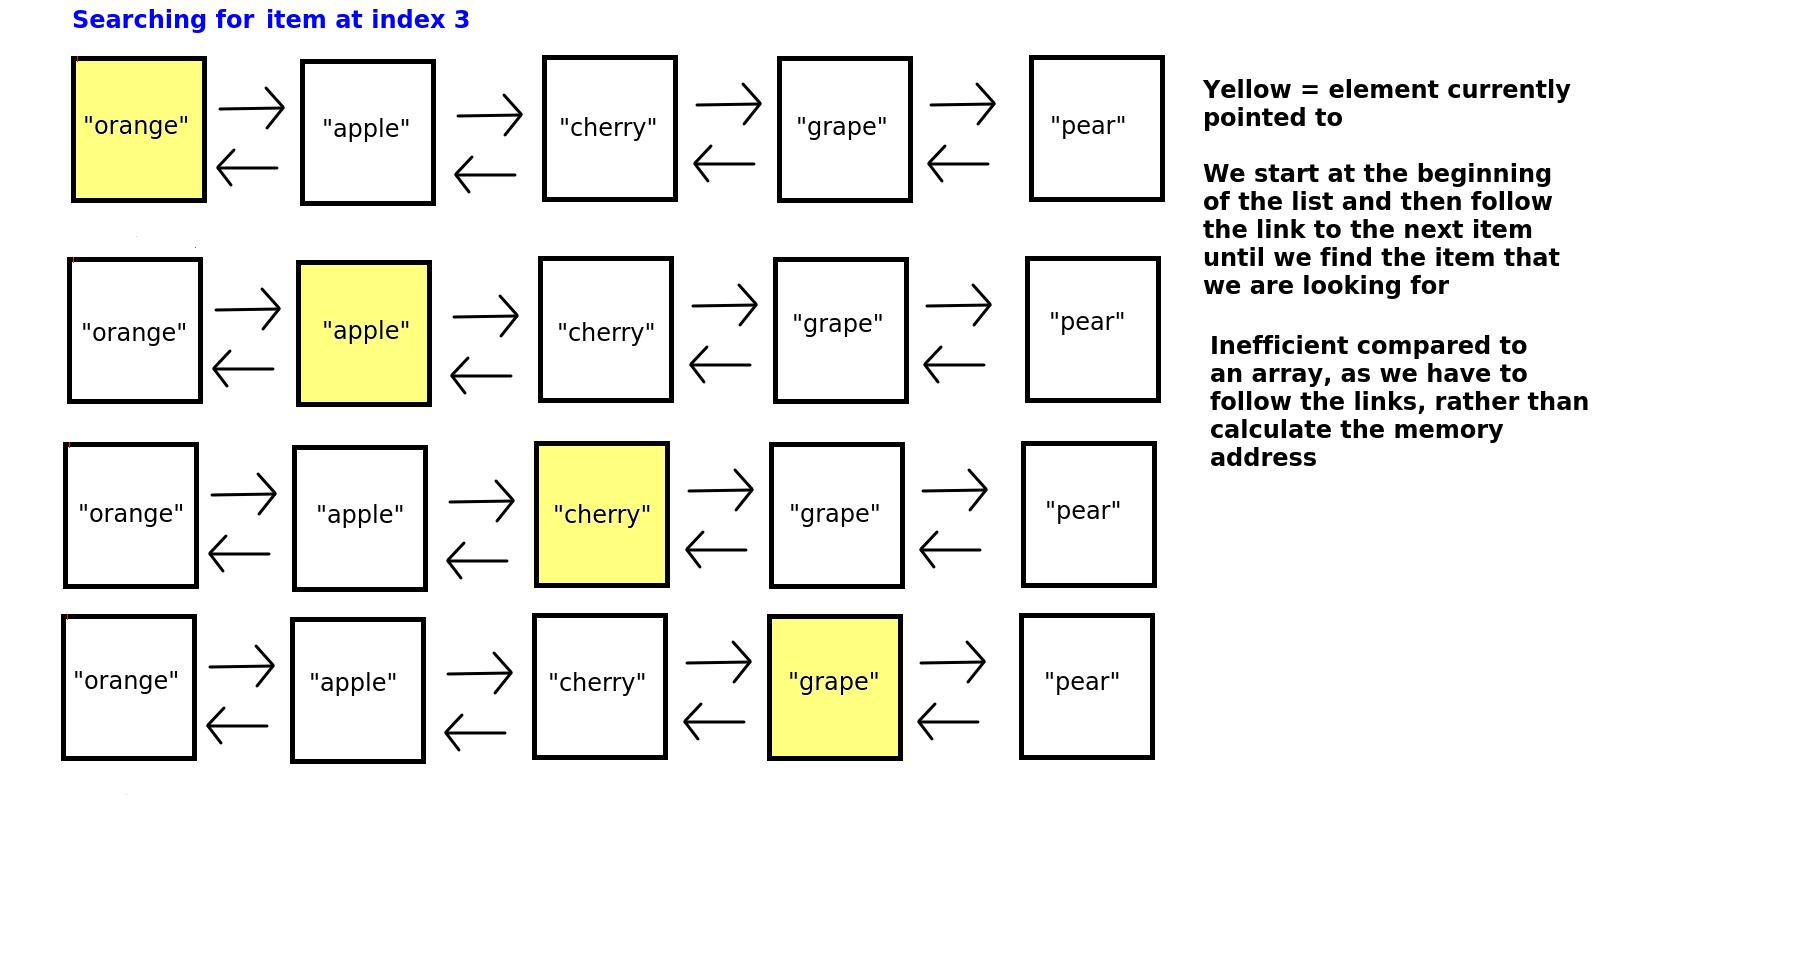 Searching for item at index 3
"orange" "apple" "cherry" "grape" "pear"
Yellow = element currently
pointed to
We start at the beginning
of the list and then follow
the link to the next item
until we find the item that
we are looking for
"orange" "apple" "cherry" "grape" "pear"
Inefficient compared to
an array, as we have to
follow the links, rather than
calculate the memory
address
"orange" "apple" "cherry" "grape" "pear"
"orange" "apple" "cherry" "grape" "pear"